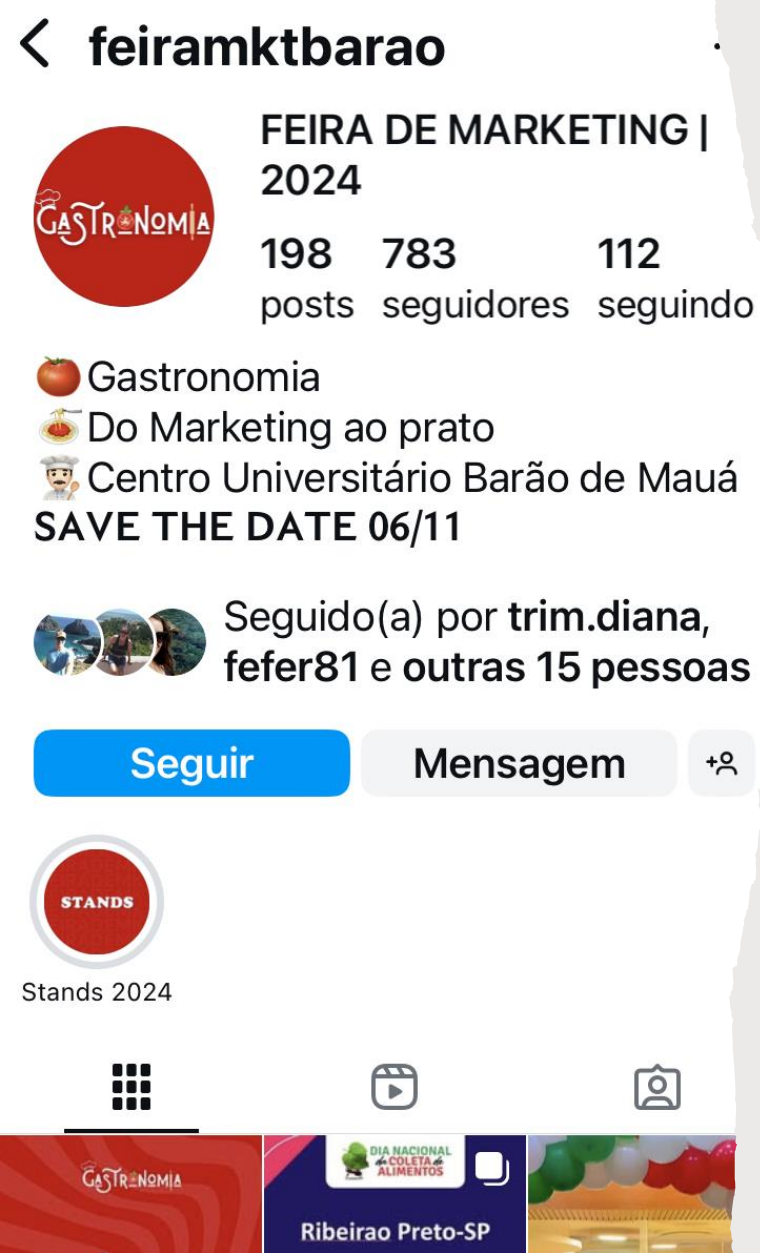 feiramktbarao
GASTRONOMIA
FEIRA DE MARKETING |
2024
198 783 112
posts seguidores seguindo
Gastronomia
Do Marketing ao prato
Centro Universitário Barão de Mauá
SAVE THE DATE 06/11
Seguido(a) por trim.diana,
fefer81 e outras 15 pessoas
Seguir Mensagem
STANDS
Stands 2024
GASTRONOMIA
DIA NACIONAL
da COLETA de
ALIMENTOS
Ribeirao Preto-SP